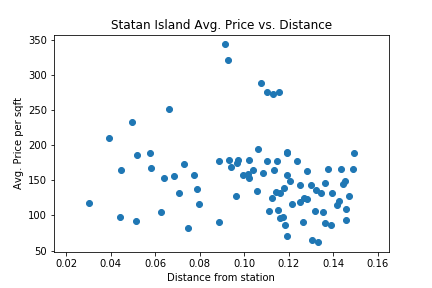 Statan Island Avg. Price vs. Distance
350
300
250
200
150
100
50
Avg. Price per sqft
0.02 0.04 0.06 0.08 0.10 0.12 0.14 0.16
Distance from station